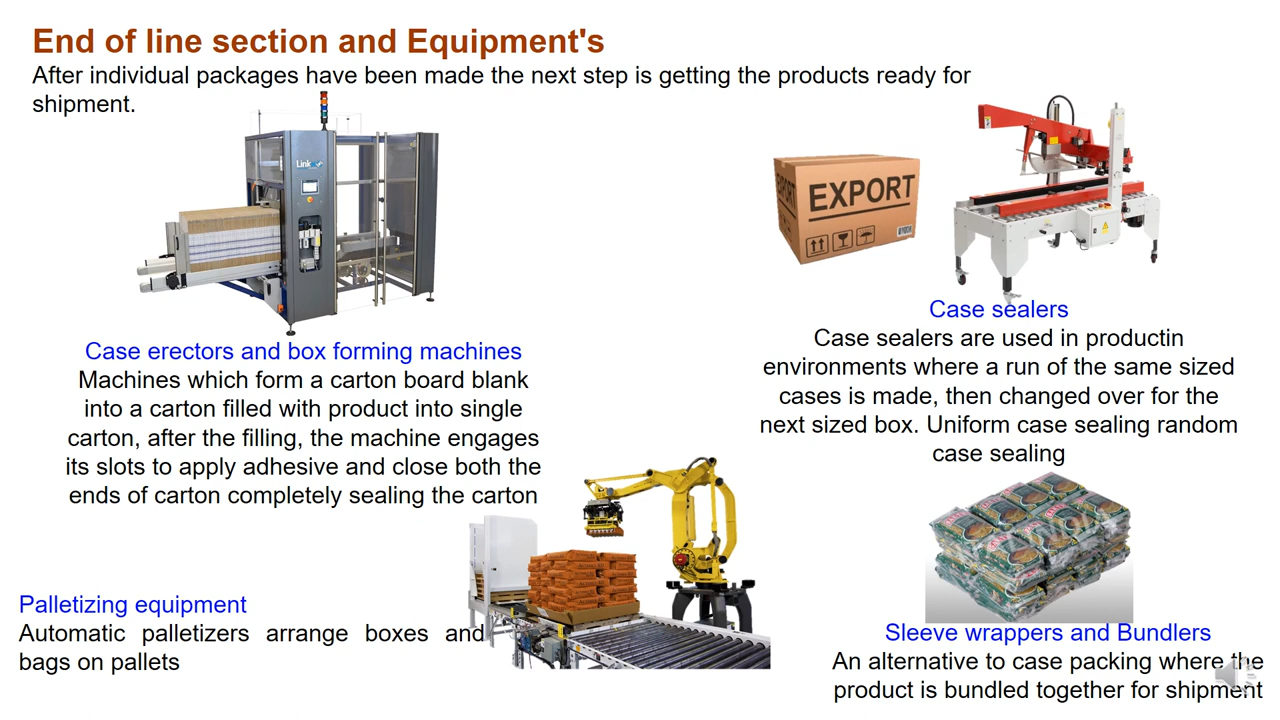 End of line section and Equipment's
After individual packages have been made the next step is getting the products ready for
shipment.
Link
EXPORT
EXPORT
Case erectors and box forming machines
Machines which form a carton board blank
into a carton filled with product into single
carton, after the filling, the machine engages
its slots to apply adhesive and close both the
ends of carton completely sealing the carton
Case sealers
Case sealers are used in productin
environments where a run of the same sized
cases is made, then changed over for the
next sized box. Uniform case sealing random
case sealing
Palletizing equipment
Automatic palletizers arrange boxes and
bags on pallets
Sleeve wrappers and Bundlers
An alternative to case packing where the
product is bundled together for shipment